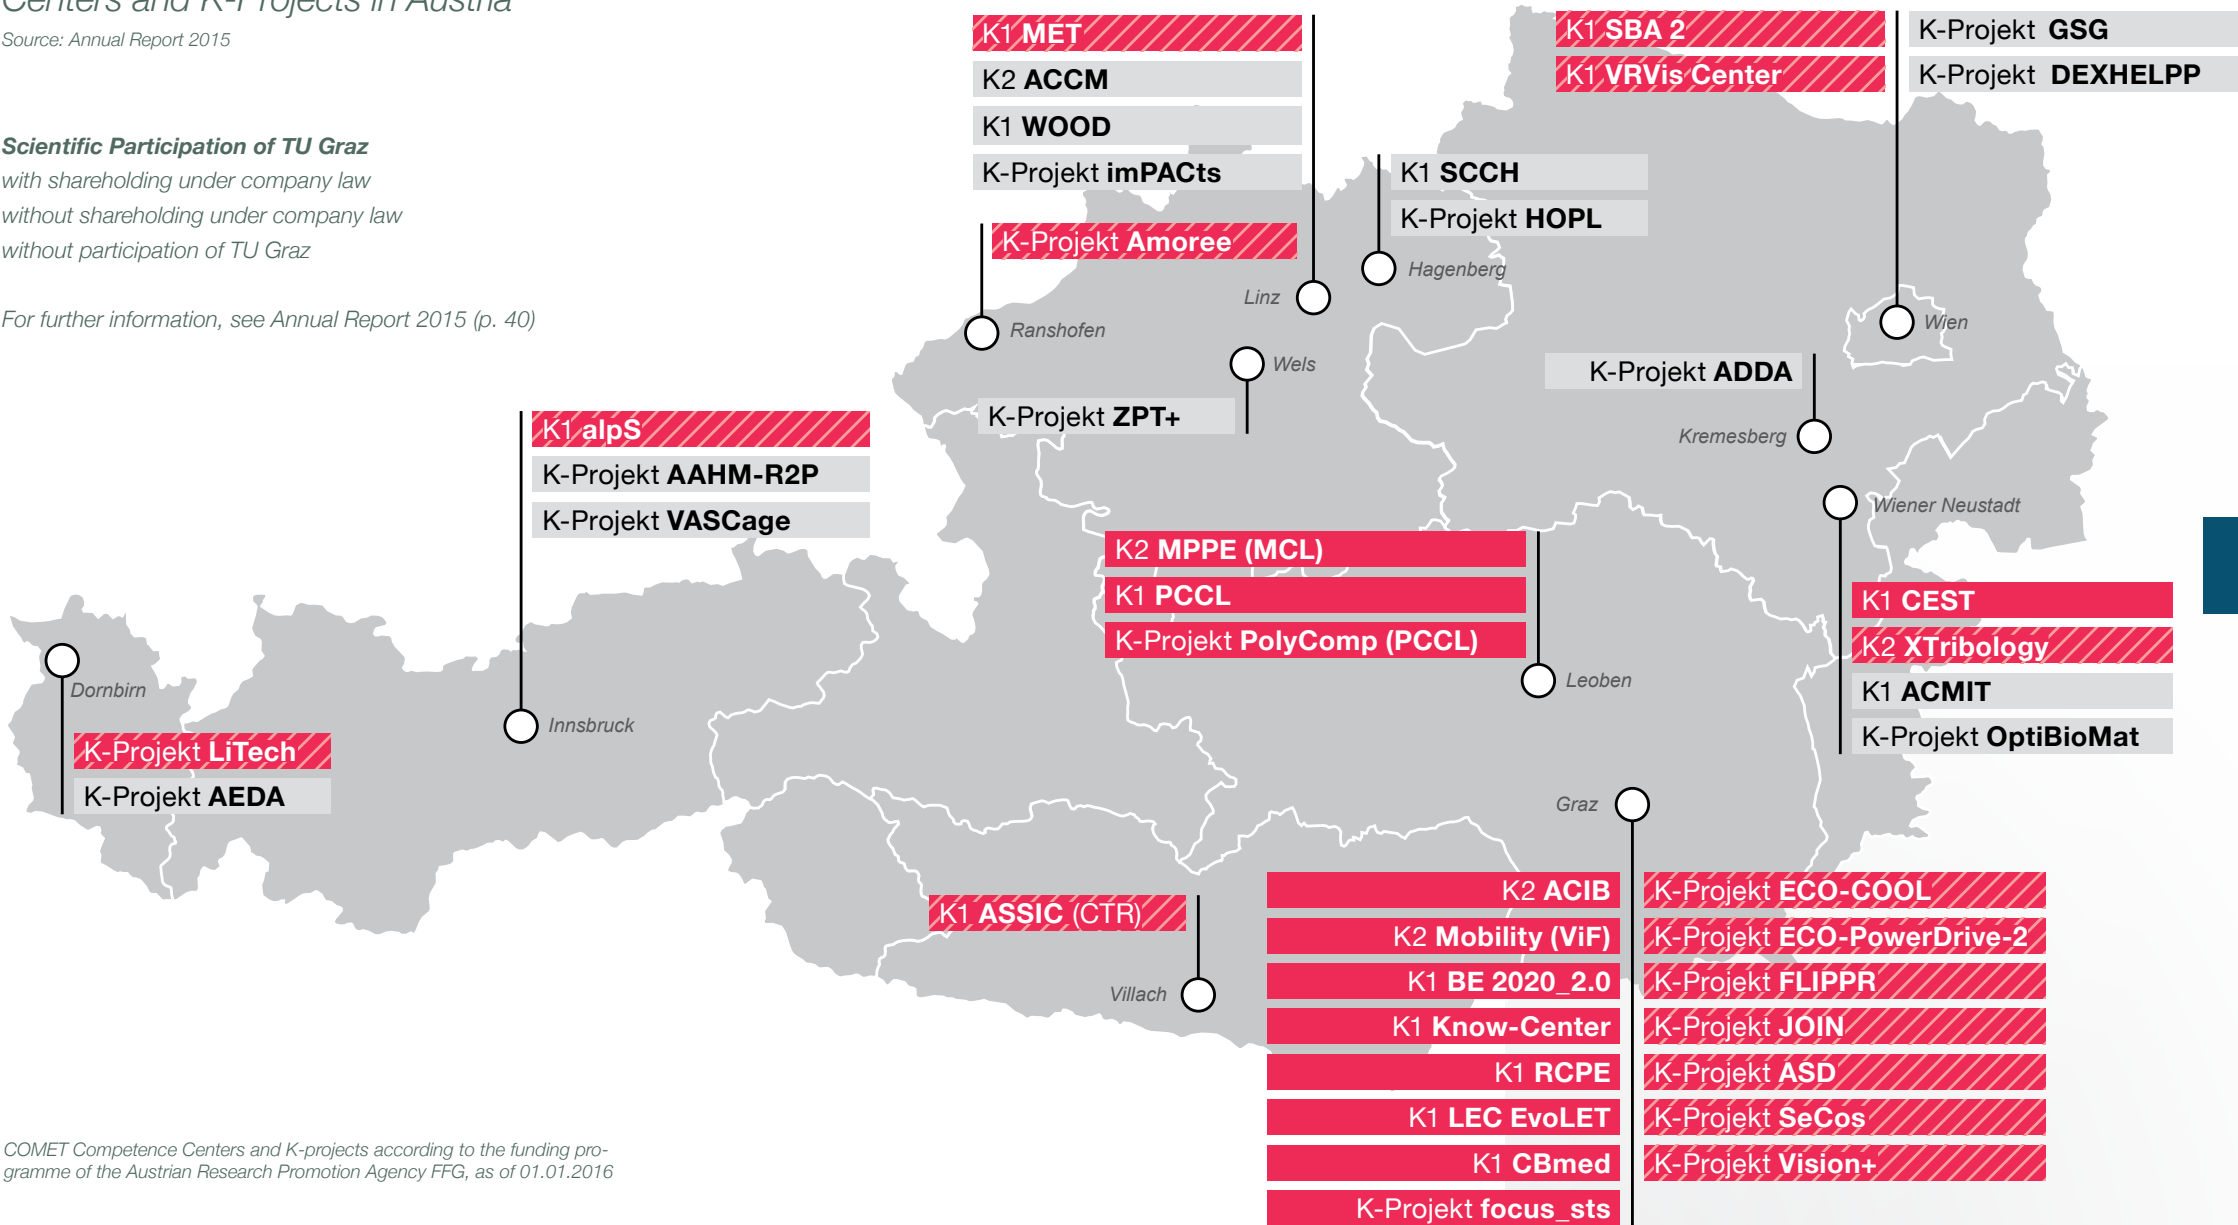 Centers and K-Projects in Austria
Source: Annual Report 2015
Scientific Participation of TU Graz
with shareholding under company law
without shareholding under company law
without participation of TU Graz
For further information, see Annual Report 2015 (p. 40)
K1 MET
K2 ACCM
K1 WOOD
K-Projekt imPACts
Linz
K1 SBA 2
K1 VRVis Center
K-Projekt GSG
K-Projekt DEXHELPP
Wien
K1 SCCH
K-Projekt HOPL
Hagenberg
K-Projekt Amoree
Ranshofen
Wels
K-Projekt ZPT+
K-Projekt ADDA
Kremesberg
K1 alpS
K-Projekt AAHM-R2P
K-Projekt VASCage
Innsbruck
Wiener Neustadt
K1 CEST
K2 XTribology
K1 ACMIT
K-Projekt OptiBioMat
K2 MPPE (MCL)
K1 PCCL
K-Projekt PolyComp (PCCL)
Leoben
Dornbirn
K-Projekt LiTech
K-Projekt AEDA
Graz
K2 ACIB
K2 Mobility (ViF)
K1 BE 2020_2.0
K1 Know-Center
K1 RCPE
K1 LEC EvoLET
K1 CBmed
K-Projekt focus_sts
K-Projekt ECO-COOL
K-Projekt ECO-PowerDrive-2
K-Projekt FLIPPR
K-Projekt JOIN
K-Projekt ASD
K-Projekt SeCos
K-Projekt Vision+
K1 ASSIC (CTR)
Villach
COMET Competence Centers and K-projects according to the funding pro-
gramme of the Austrian Research Promotion Agency FFG, as of 01.01.2016